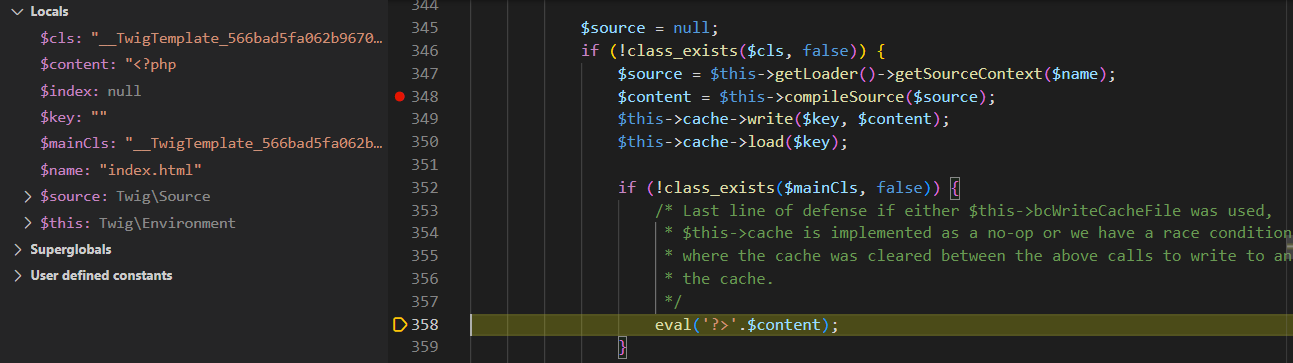 Locals
$cls: "__TwigTemplate_566bad5fa062b9670…
$content: "<?php
$index: null
$key: ""
$mainCls: "__TwigTemplate_566bad5fa062b…
$name: "index.html"
$source: Twig\Source
$this: Twig\Environment
Superglobals
User defined constants
344
345 $source = null;
346 if (!class_exists($cls, false)) {
347 $source = $this->getLoader()->getSourceContext($name);
348 $content = $this->compileSource($source);
349 $this->cache->write($key, $content);
350 $this->cache->load($key);
351
352 if (!class_exists($mainCls, false)) {
353 /* Last line of defense if either $this->bcWriteCacheFile was used,
354 * $this->cache is implemented as a no-op or we have a race condition
355 * where the cache was cleared between the above calls to write to an
356 * the cache.
357 */
358 eval('?>'.$content);
359 }